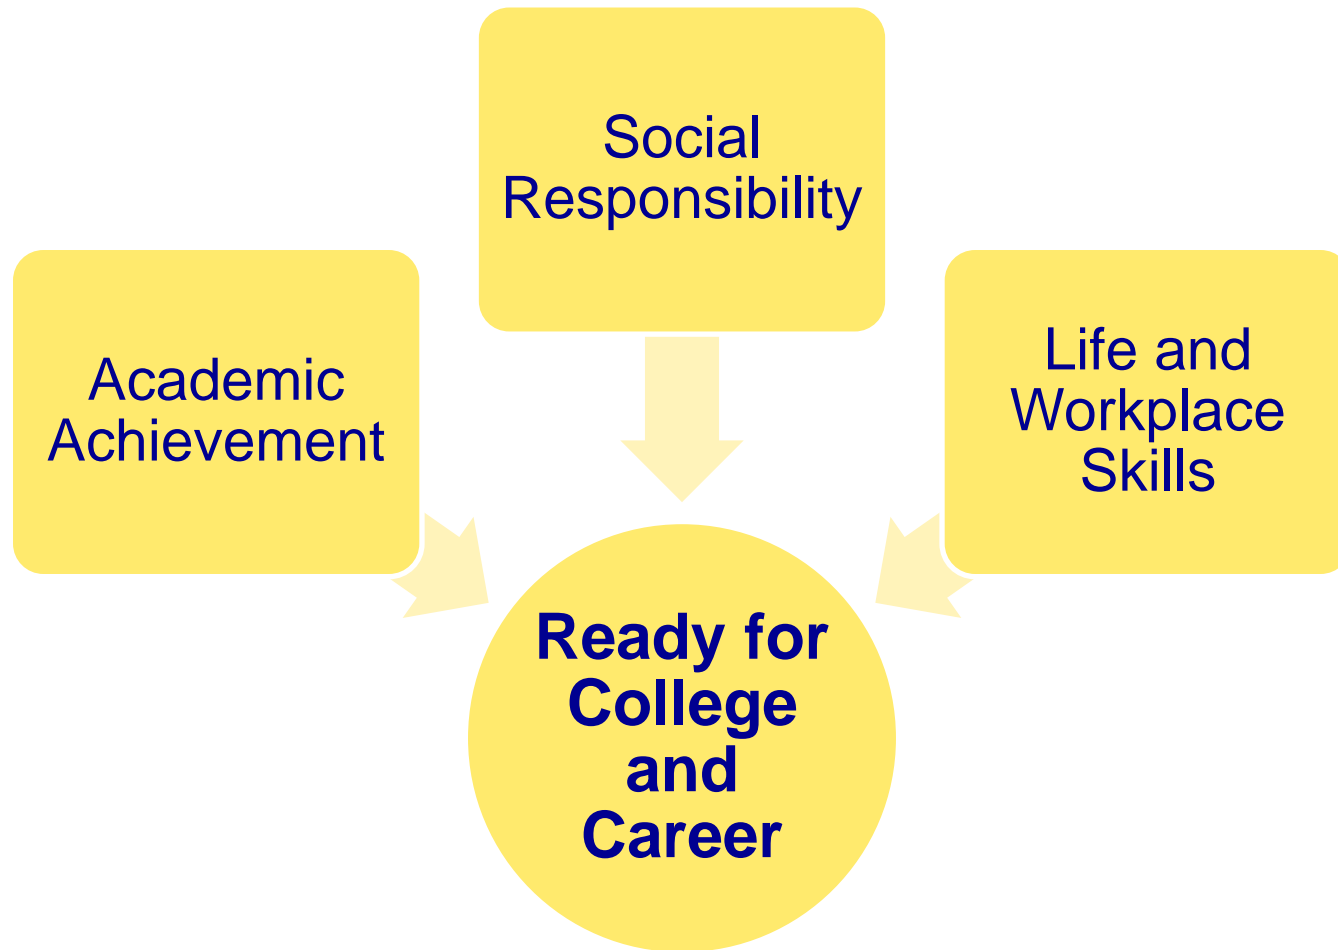 Social
Responsibility
Academic
Achievement
Life and
Workplace
Skills
Ready for
College
and
Career